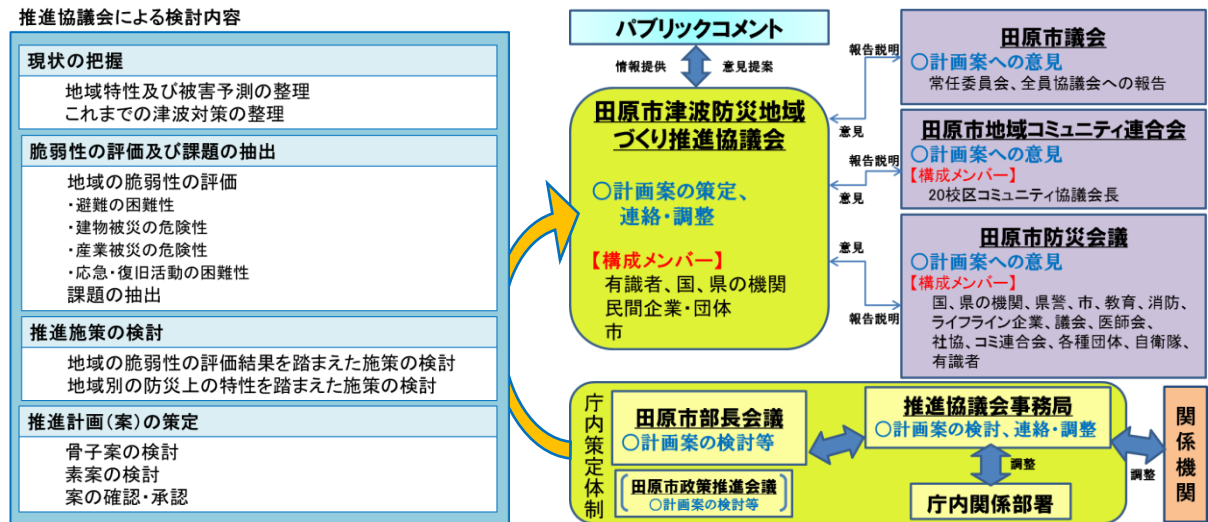 推進協議会による検討内容
現状の把握
地域特性及び被害予測の整理
これまでの津波対策の整理
脆弱性の評価及び課題の抽出
地域の脆弱性の評価
・避難の困難性
・建物被災の危険性
・産業被災の危険性
・応急・復旧活動の困難性
課題の抽出
推進施策の検討
地域の脆弱性の評価結果を踏まえた施策の検討
地域別の防災上の特性を踏まえた施策の検討
推進計画(案)の策定
骨子案の検討
素案の検討
案の確認・承認
パブリックコメント
情報提供
意見提案
田原市津波防災地域
づくり推進協議会
〇計画案の策定、
連絡・調整
【構成メンバー】
有識者、国、県の機関
民間企業・団体
市
報告説明
意見
報告説明
意見
意見
報告説明
田原市議会
〇計画案への意見
常任委員会、全員協議会への報告
田原市地域コミュニティ連合会
〇計画案への意見
【構成メンバー】
20校区コミュニティ協議会長
田原市防災会議
〇計画案への意見
【構成メンバー】
国、県の機関、県警、市、教育、消防、
ライフライン企業、議会、医師会、
社協、コミ連合会、各種団体、自衛隊、
有識者
庁内策定体制
田原市部長会議
〇計画案の検討等
田原市政策推進会議
〇計画案の検討等
推進協議会事務局
〇計画案の検討、連絡・調整
調整
庁内関係部署
調整
関係機関